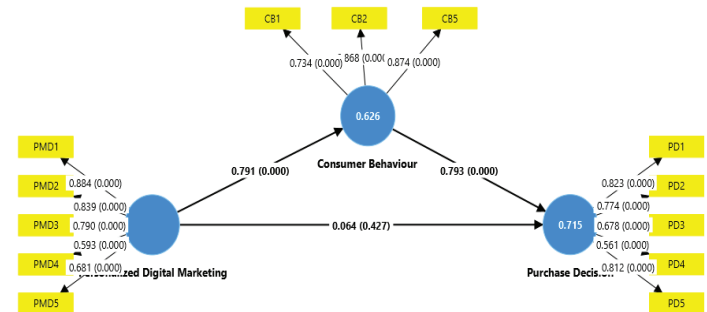 CB1 CB2 CB5
0.734 (0.000) 0.874 (0.000)
0.626
PMD1 PD1
Consumer Behaviour
0.791 (0.000) 0.793 (0.000)
0.884 (0.000) 0.823 (0.000)
PMD2 PD2
0.839 (0.000) 0.774 (0.000)
PMD3 0.790 (0.000) 0.064 (0.427) 0.715 0.678 (0.000) PD3
0.593 (0.000) 0.561 (0.000)
PMD4 0.681 (0.000) 0.812 (0.000) PD4
Digital Marketing Purchase
PMD5 PD5